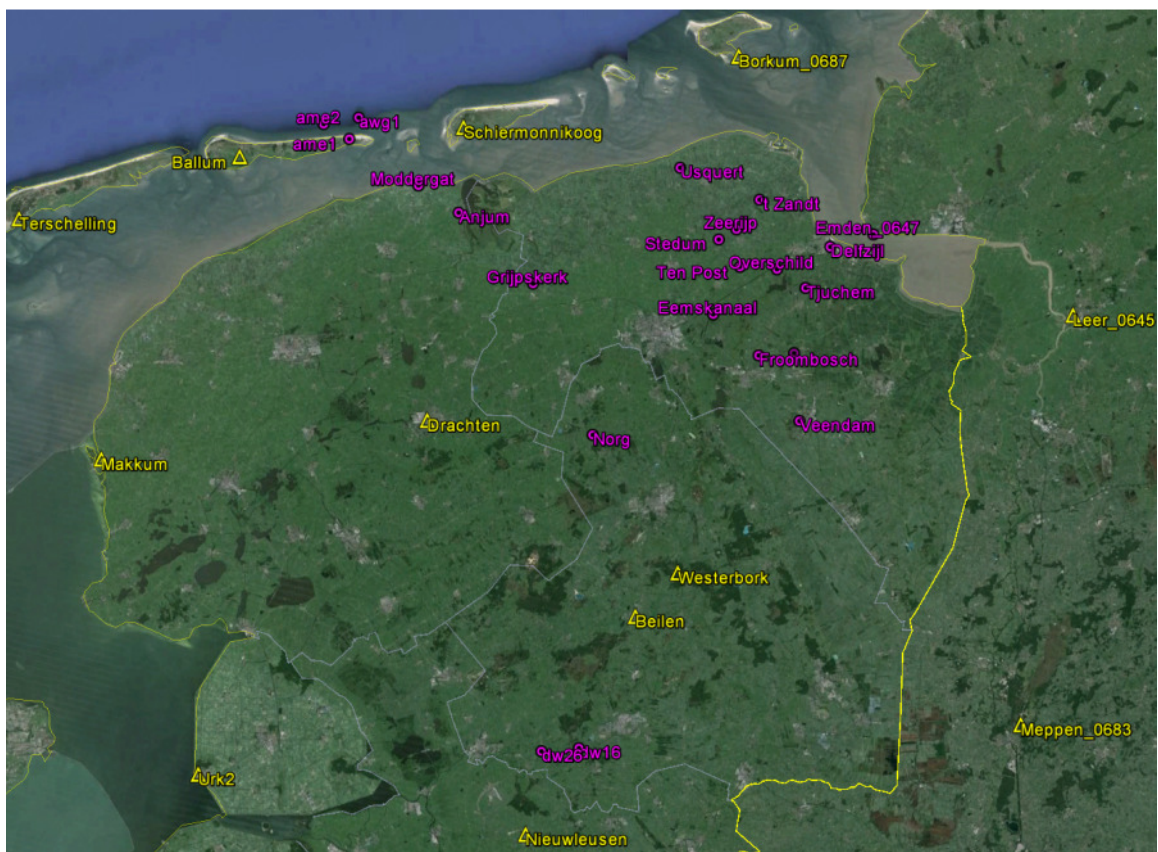 Borkum_0687
ame2
awg1
Schiermonnikoog
ame1
Ballum
Usquert
Moddergat
t Zandt
Anjum
Terschelling
Zeerijp
Emden_0647
Stedum
Delfzijl
Overschild
Ten Post
Grijpskerk
Tjuchem
Eemskanaal
Leer_0645
Froombosch
Drachten
Veendam
Norg
Makkum
Westerbork
Beilen
Meppen_0683
dw26
dw16
Urk2
Nieuwleusen